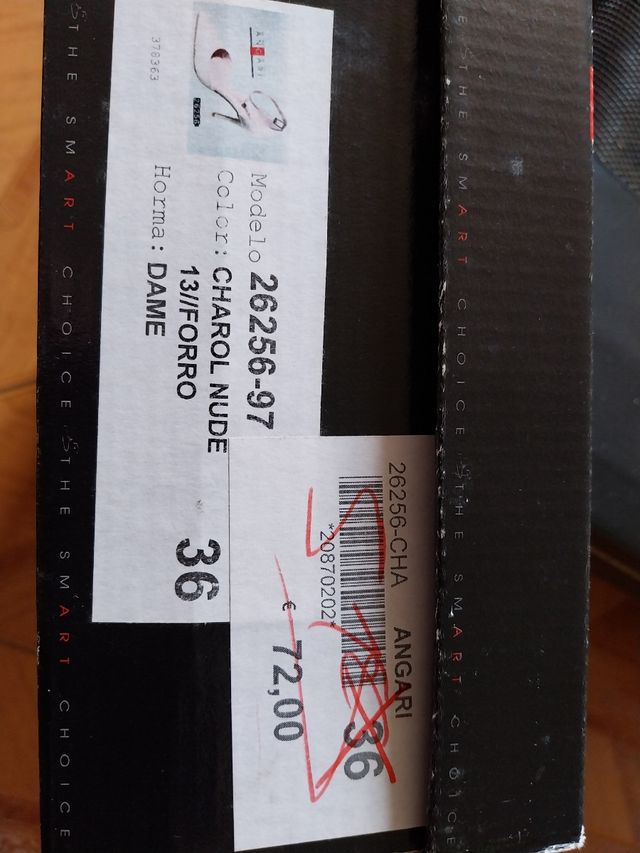 THE SMART CHOICE THE SMART CHOICE
ANGARI
26256
378363
Modelo 26256-97
Color: CHAROL NUDE
13//FORRO
Horma: DAME
36
26256-CHA ANGARI
36
*20870202*
€ 72,00
THE SMART CHOICE THE SMART CHOICE